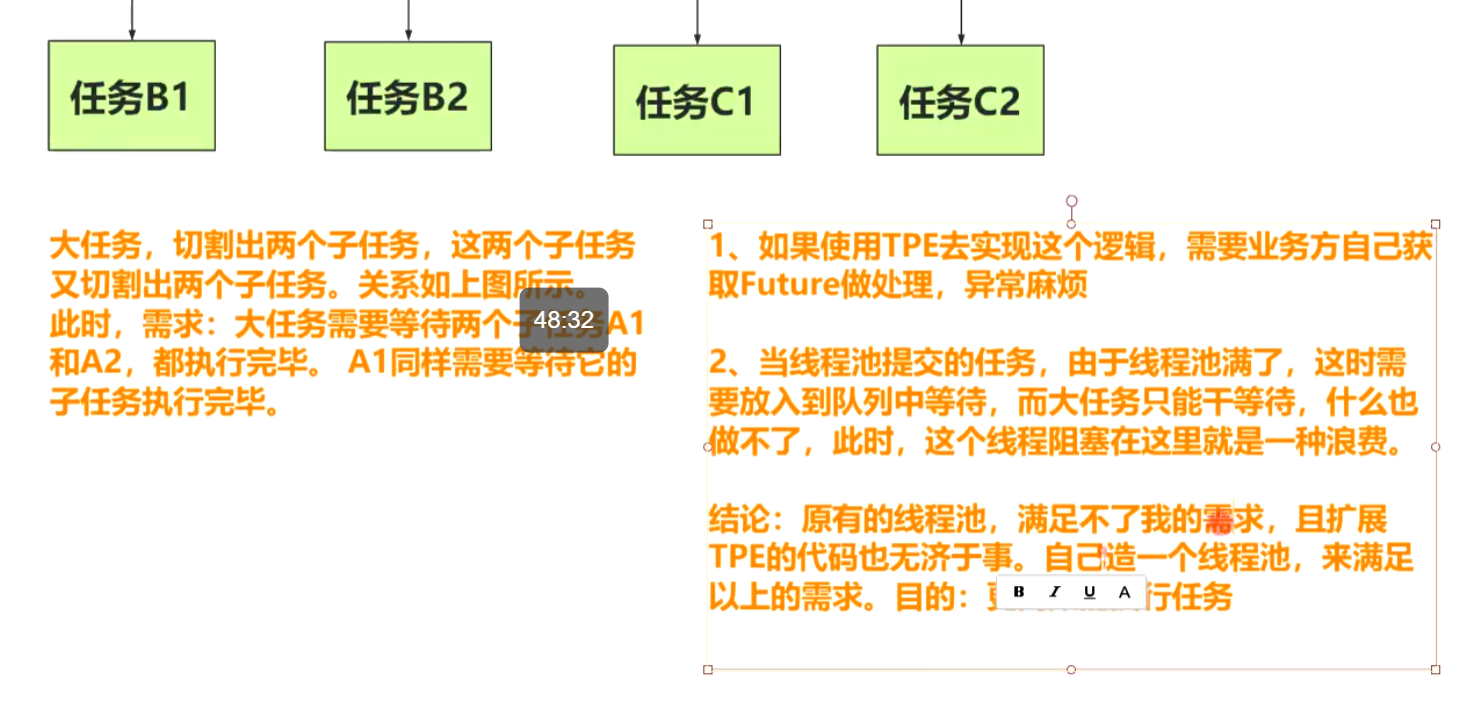 任务B1
任务B2
任务C1
任务C2
大任务，切割出两个子任务，这两个子任务
又切割出两个子任务。关系如上图所示。
此时，需求：大任务需要等待两个子任务A1
和A2，都执行完毕。 A1同样需要等待它的
子任务执行完毕。
48:32
1、如果使用TPE去实现这个逻辑，需要业务方自己获
取Future做处理，异常麻烦
2、当线程池提交的任务，由于线程池满了，这时需
要放入到队列中等待，而大任务只能干等待，什么也
做不了，此时，这个线程阻塞在这里就是一种浪费。
结论：原有的线程池，满足不了我的需求，且扩展
TPE的代码也无济于事。自己造一个线程池，来满足
以上的需求。目的： 行任务
B I U A